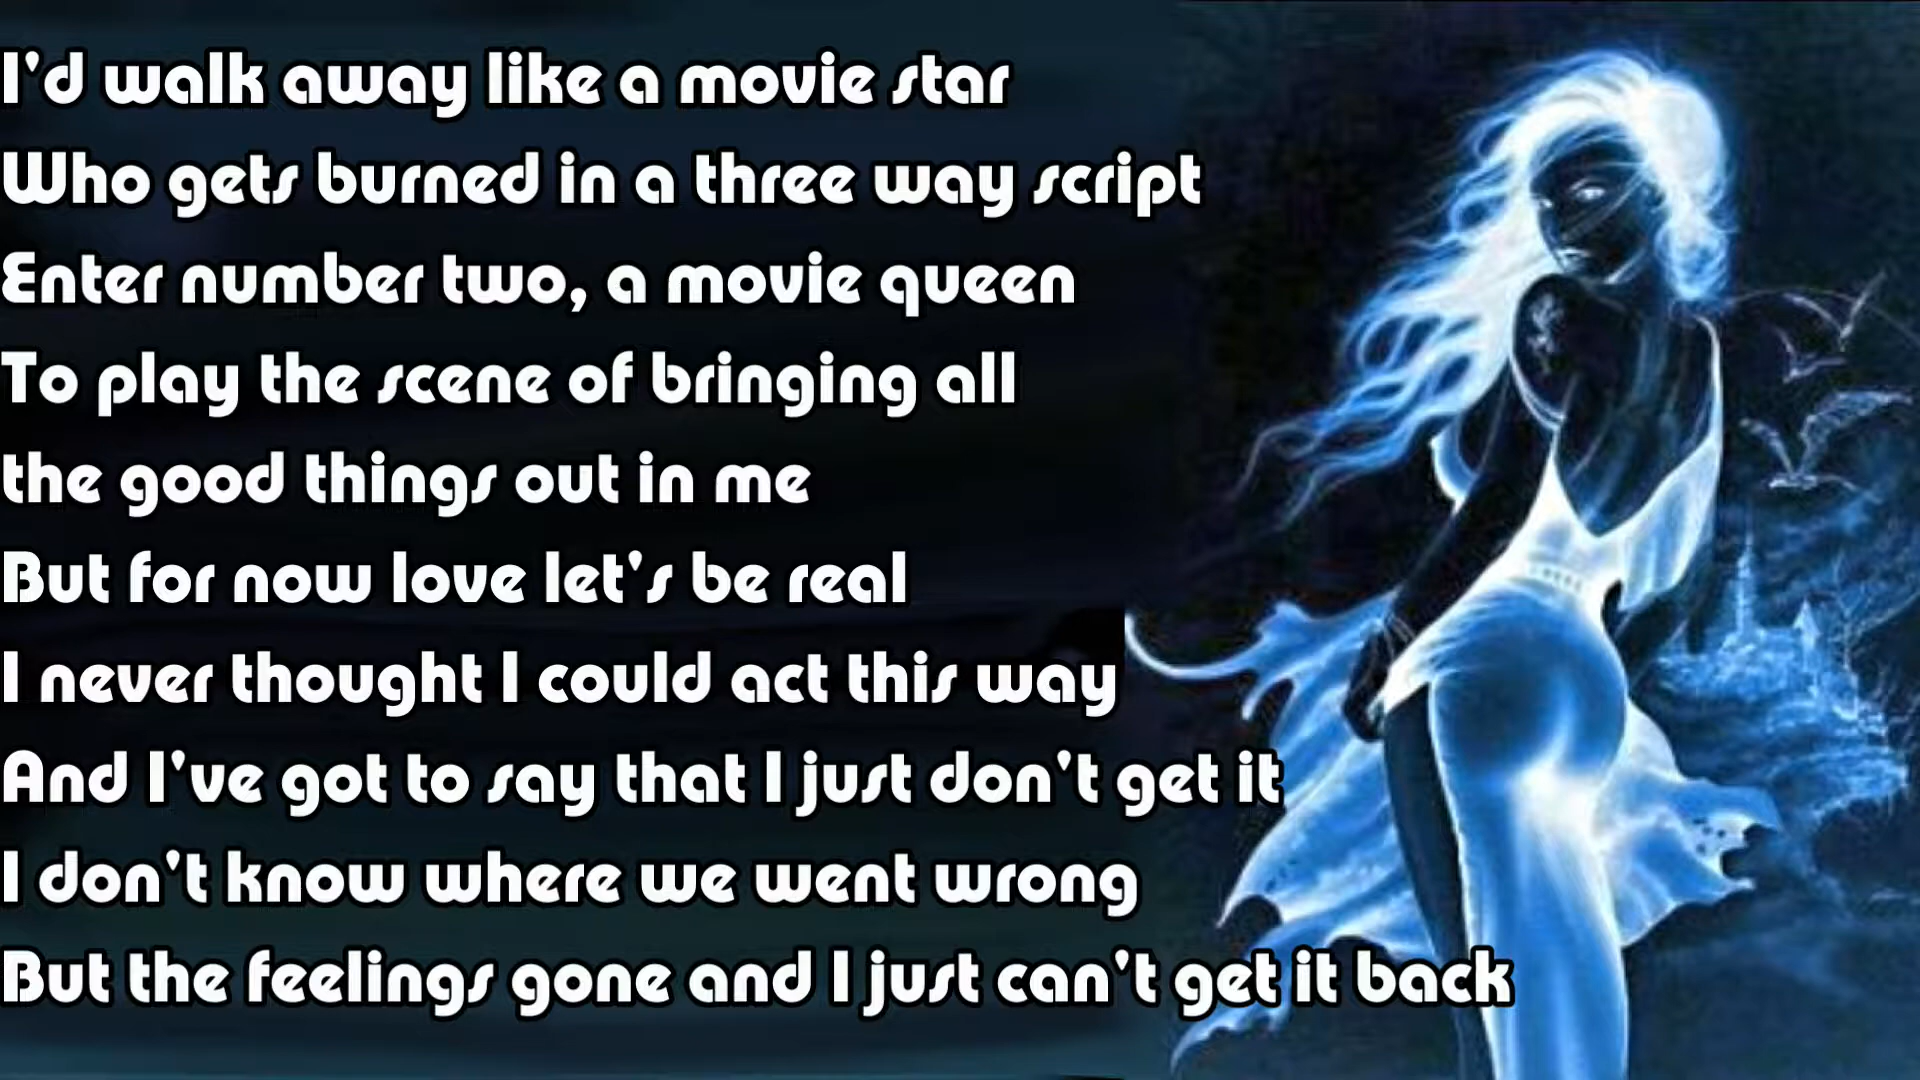 I'd walk away like a movie star
Who gets burned in a three way script
Enter number two, a movie queen
To play the scene of bringing all
the good things out in me
But for now love let's be real
I never thought I could act this way
And I've got to say that I just don't get it
I don't know where we went wrong
But the feelings gone and I just can't get it back